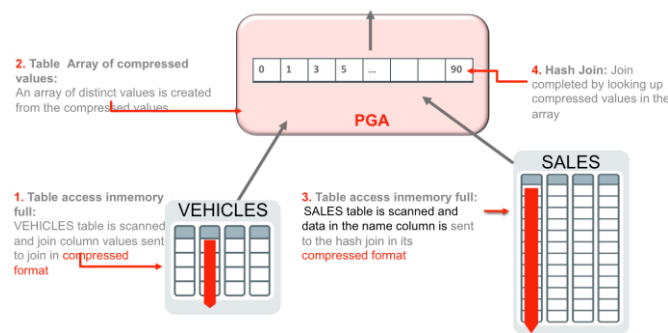 2. Table Array of compressed
values:
An array of distinct values is created
from the compressed values
0 1 3 5 ... 90
PGA
4. Hash Join: Join
completed by looking up
compressed values in the
array
1. Table access inmemory
full:
VEHICLES table is scanned
and join column values sent
to join in compressed
format
VEHICLES
3. Table access inmemory full:
SALES table is scanned and
data in the name column is sent
to the hash join in its
compressed format
SALES